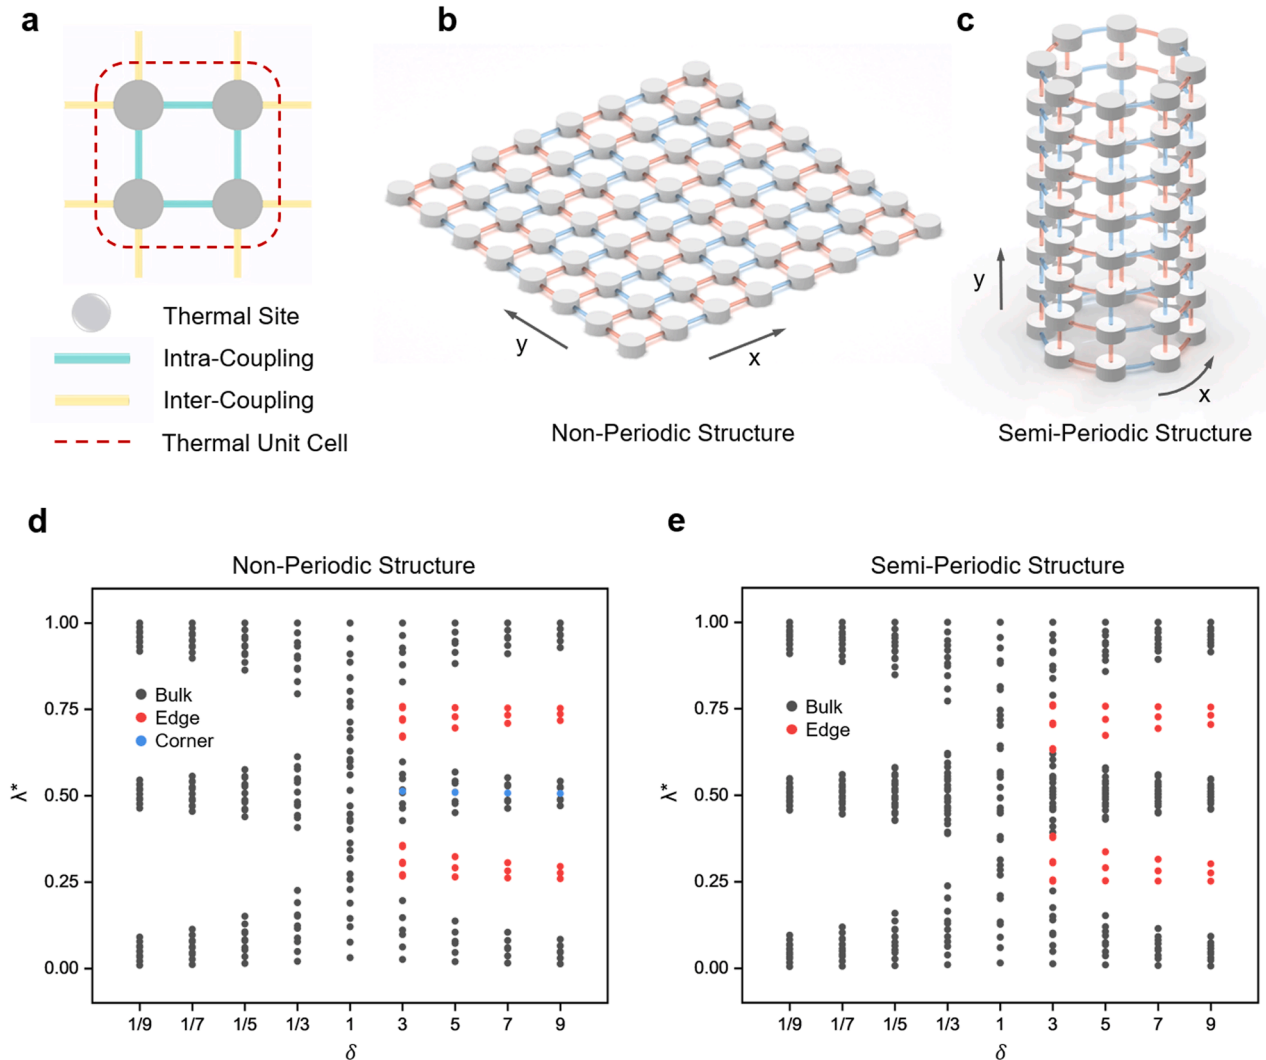 a
Thermal Site
Intra-Coupling
Inter-Coupling
Thermal Unit Cell
b
y
x
Non-Periodic Structure
c
y
x
Semi-Periodic Structure
d
Non-Periodic Structure
1.00
0.75
0.50
0.25
0.00
λ*
Bulk
Edge
Corner
1/9 1/7 1/5 1/3 1 3 5 7 9
δ
e
Semi-Periodic Structure
1.00
0.75
0.50
0.25
0.00
λ*
Bulk
Edge
1/9 1/7 1/5 1/3 1 3 5 7 9
δ